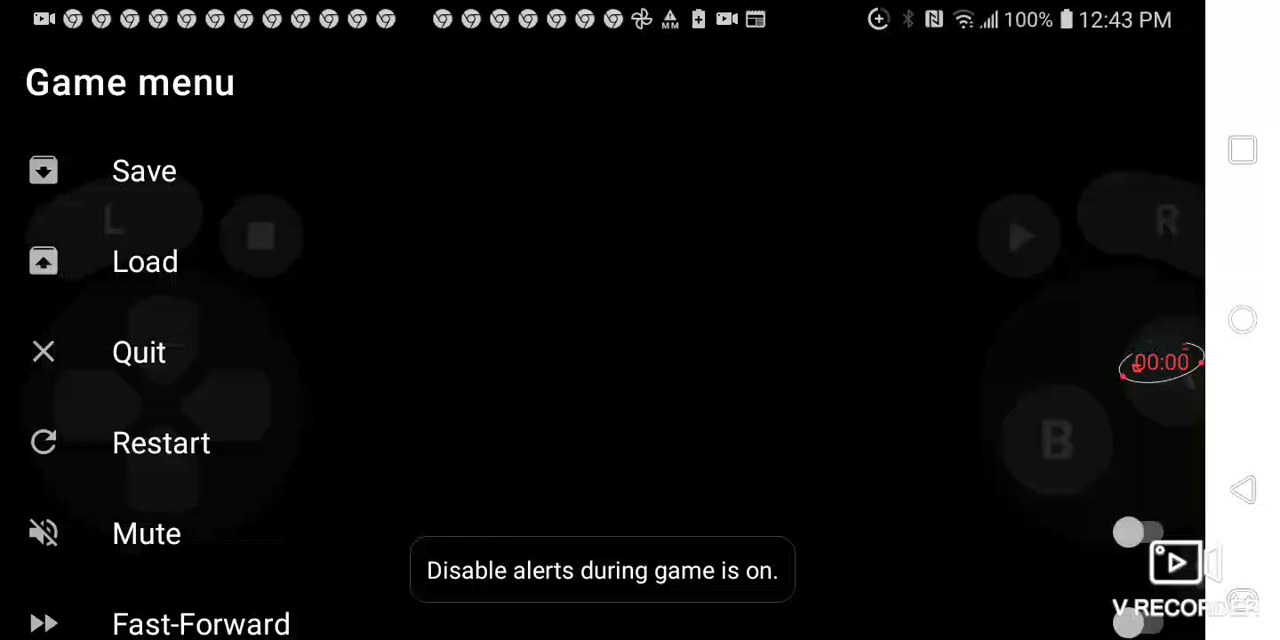 MM 100% 12:43 PM
Game menu
Save
L
R
Load
Quit
00:00
B
Restart
Mute
Disable alerts during game is on.
V RECORDER
Fast-Forward